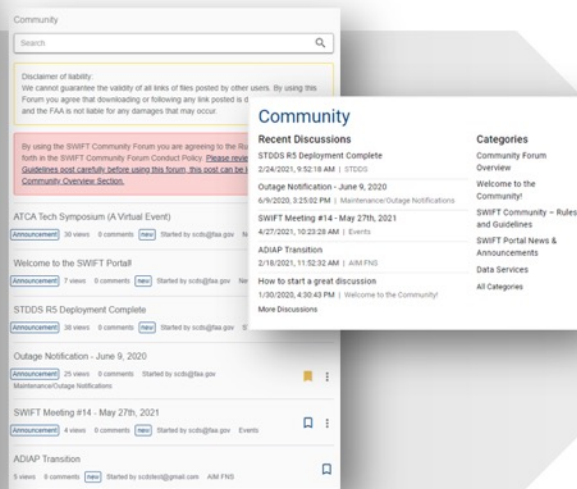 Community
Search
Disclaimer of liability:
We cannot guarantee the validity of all links of files posted by other users. By using this
Forum you agree that downloading or following any link posted is d
and the FAA is not liable for any damages that may occur.
By using the SWIFT Community Forum you are agreeing to the Ru
forth in the SWIFT Community Forum Conduct Policy. Please revie
Guidelines post carefully before using this forum, this post can be l
Community Overview Section.
ATCA Tech Symposium (A Virtual Event)
Announcement 30 views 0 comments new Started by scds@faa.gov
Welcome to the SWIFT Portal!
Announcement 7 views 0 comments new Started by scds@faa.gov
STDDS R5 Deployment Complete
Announcement 38 views 0 comments new Started by scds@faa.gov
Outage Notification - June 9, 2020
Announcement 25 views 0 comments Started by scds@faa.gov
Maintenance/Outage Notifications
SWIFT Meeting #14 - May 27th, 2021
Announcement 4 views 0 comments new Started by scds@faa.gov Events
ADIAP Transition
5 views 0 comments new Started by scdstest@gmail.com AIM FNS
Community
Recent Discussions
STDDS R5 Deployment Complete
2/24/2021, 9:52:18 AM | STDDS
Outage Notification - June 9, 2020
6/9/2020, 3:25:02 PM | Maintenance/Outage Notifications
SWIFT Meeting #14 - May 27th, 2021
4/27/2021, 10:23:28 AM | Events
ADIAP Transition
2/18/2021, 11:52:32 AM | AIM FNS
How to start a great discussion
1/30/2020, 4:30:43 PM | Welcome to the Community!
More Discussions
Categories
Community Forum
Overview
Welcome to the
Community!
SWIFT Community – Rules
and Guidelines
SWIFT Portal News &
Announcements
Data Services
All Categories